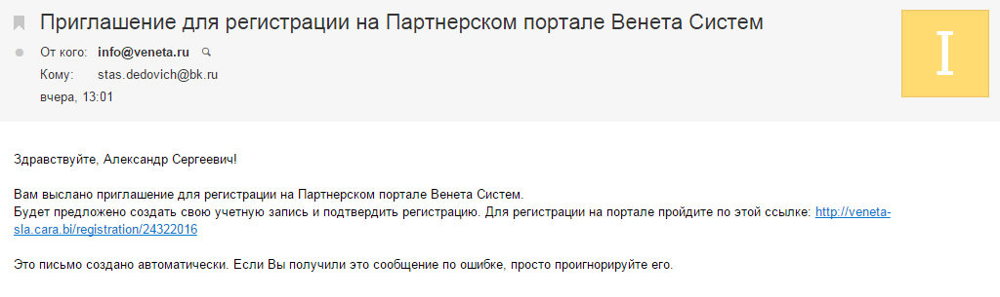 Приглашение для регистрации на Партнерском портале Венета Систем
От кого: info@veneta.ru
Кому: stas.dedovich@bk.ru
вчера, 13:01
I
Здравствуйте, Александр Сергеевич!
Вам выслано приглашение для регистрации на Партнерском портале Венета Систем.
Будет предложено создать свою учетную запись и подтвердить регистрацию. Для регистрации на портале пройдите по этой ссылке: http://veneta-
sla.cara.bi/registration/24322016
Это письмо создано автоматически. Если Вы получили это сообщение по ошибке, просто проигнорируйте его.